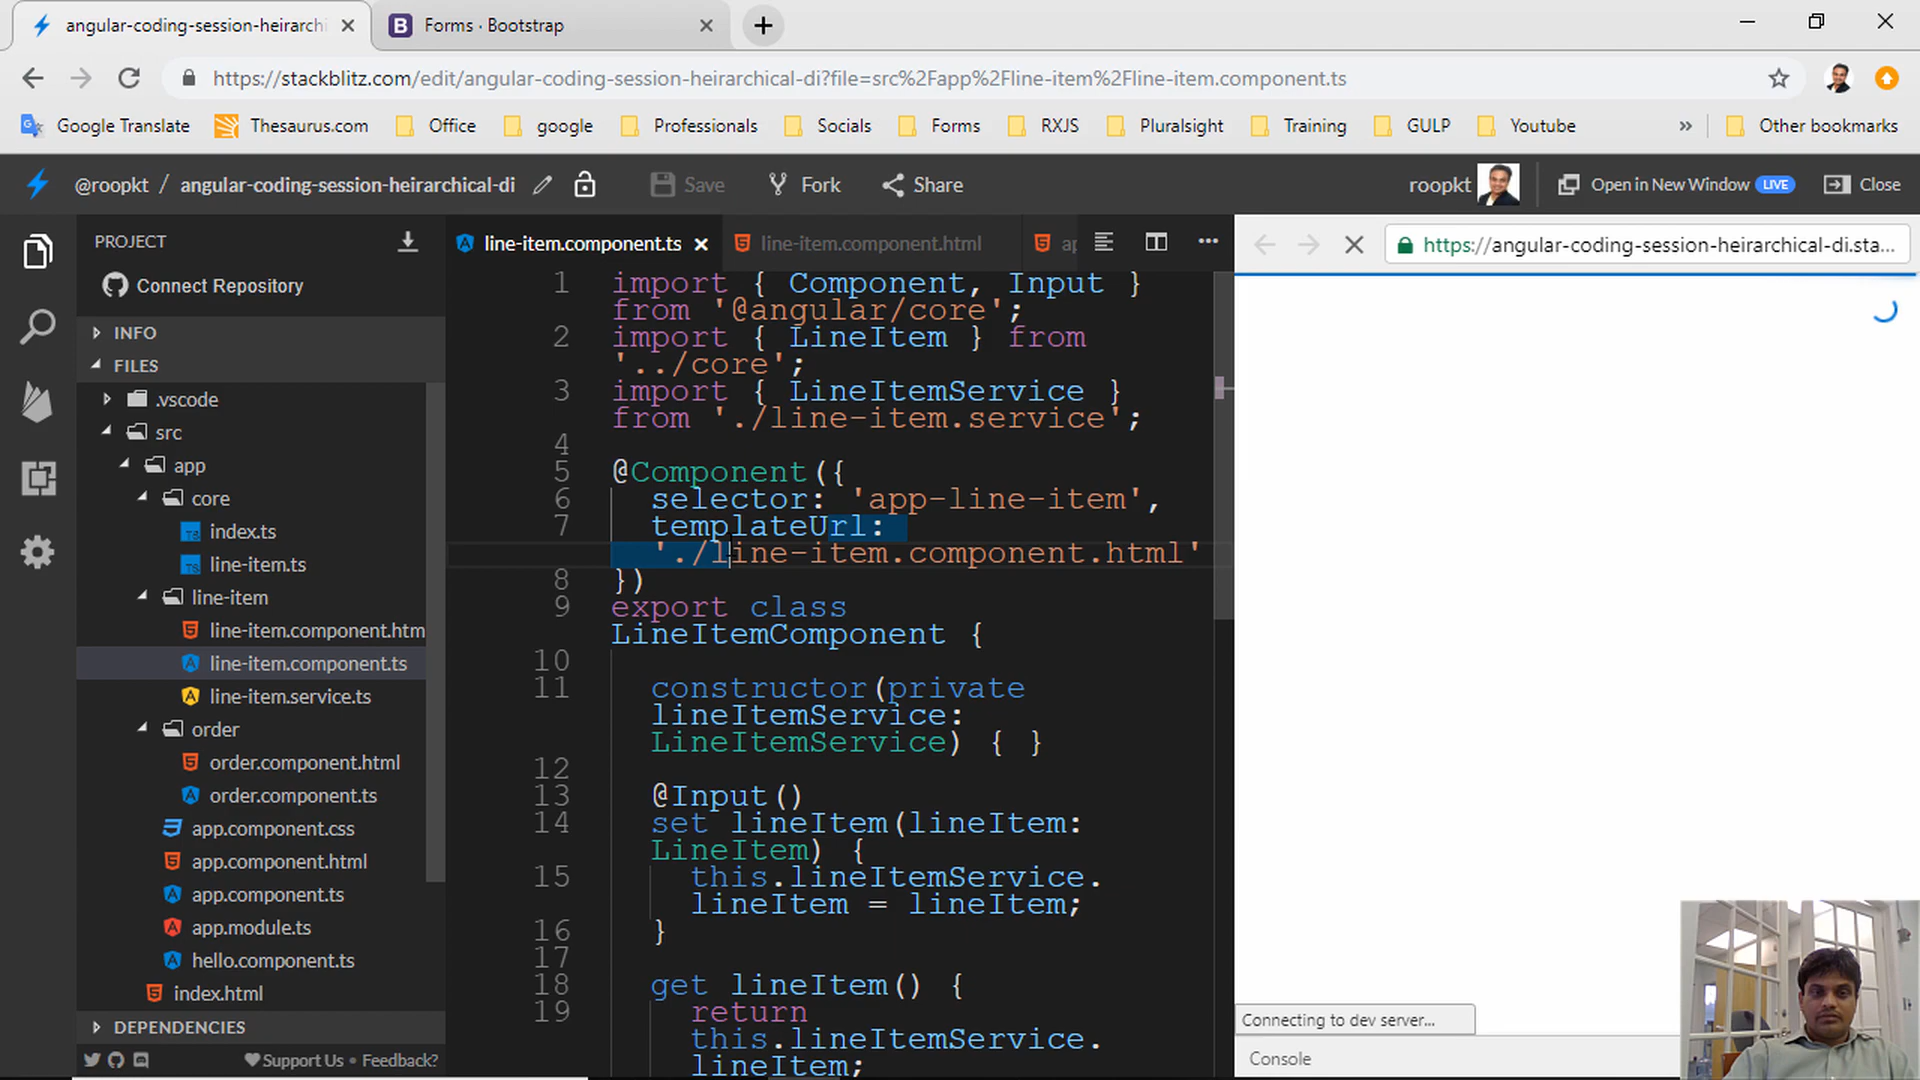 angular-coding-session-heirarchi
Forms · Bootstrap
https://stackblitz.com/edit/angular-coding-session-heirarchical-di?file=src%2Fapp%2Fline-item%2Fline-item.component.ts
Google Translate
Thesaurus.com
Office
google
Professionals
Socials
Forms
RXJS
Pluralsight
Training
GULP
Youtube
»
Other bookmarks
@roopkt / angular-coding-session-heirarchical-di
Save
Fork
Share
roopkt
Open in New Window LIVE
Close
PROJECT
Connect Repository
INFO
FILES
.vscode
src
app
core
index.ts
line-item.ts
line-item
line-item.component.htm
line-item.component.ts
line-item.service.ts
order
order.component.html
order.component.ts
app.component.css
app.component.html
app.component.ts
app.module.ts
hello.component.ts
index.html
DEPENDENCIES
Support Us • Feedback?
line-item.component.ts
line-item.component.html
ap
1 import { Component, Input }
from '@angular/core';
2 import { LineItem } from
'../core';
3 import { LineItemService }
from './line-item.service';
4
5 @Component({
6 selector: 'app-line-item',
7 templateUrl:
'./line-item.component.html'
8 })
9 export class
LineItemComponent {
10
11 constructor(private
lineItemService:
LineItemService) { }
12
13 @Input()
14 set lineItem(lineItem:
LineItem) {
15 this.lineItemService.
lineItem = lineItem;
16 }
17
18 get lineItem() {
19 return
this.lineItemService.
lineItem;
https://angular-coding-session-heirarchical-di.sta...
Connecting to dev server...
Console